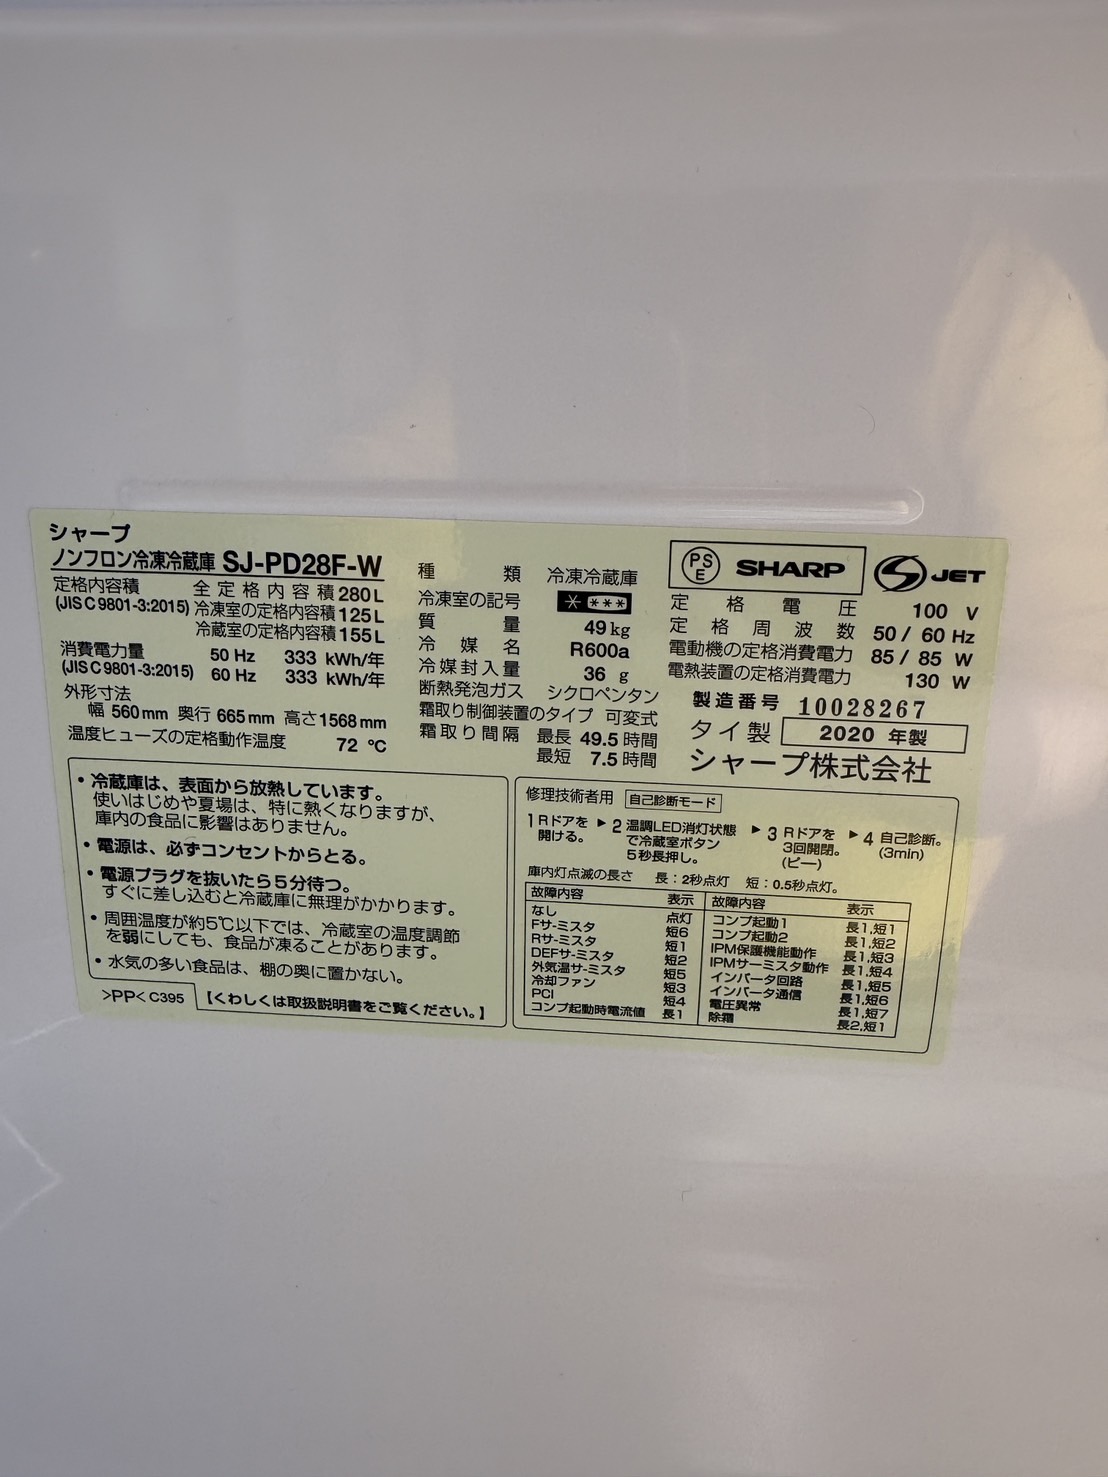 シャープ
ノンフロン冷凍冷蔵庫 SJ-PD28F-W
定格内容積 全定格内容積 280L
(JIS C 9801-3:2015) 冷凍室の定格内容積 125L
冷蔵室の定格内容積 155L
消費電力量 50 Hz 333 kWh/年
(JIS C 9801-3:2015) 60 Hz 333 kWh/年
外形寸法
幅 560mm 奥行 665mm 高さ1568mm
温度ヒューズの定格動作温度 72 ℃
種類 冷凍冷蔵庫
冷凍室の記号 * ***
質量 49kg
冷媒名 R600a
冷媒封入量 36 g
断熱発泡ガス シクロペンタン
霜取り制御装置のタイプ 可変式
霜取り間隔 最長 49.5 時間
最短 7.5 時間
PSE SHARP JET
定格電圧 100 V
定格周波数 50 / 60 Hz
電動機の定格消費電力 85 / 85 W
電熱装置の定格消費電力 130 W
製造番号 10028267
タイ製 2020 年製
シャープ株式会社
・冷蔵庫は、表面から放熱しています。
使いはじめや夏場は、特に熱くなりますが、
庫内の食品に影響はありません。
・電源は、必ずコンセントからとる。
・電源プラグを抜いたら5分待つ。
すぐに差し込むと冷蔵庫に無理がかかります。
・周囲温度が約5℃以下では、冷蔵室の温度調節
を弱にしても、食品が凍ることがあります。
・水気の多い食品は、棚の奥に置かない。
>PP< C395 【くわしくは取扱説明書をご覧ください。】
修理技術者用 自己診断モード
1 Rドアを開ける。 ▶ 2 温調LED消灯状態で冷蔵室ボタン5秒長押し。 ▶ 3 Rドアを3回開閉。(ピー) ▶ 4 自己診断。(3min)
庫内灯点滅の長さ 長：2秒点灯 短：0.5秒点灯。
故障内容 表示 故障内容 表示
なし 点灯 コンプ起動1 長1,短1
Fサ-ミスタ 短6 コンプ起動2 長1,短2
Rサ-ミスタ 短1 IPM保護機能動作 長1,短3
DEFサ-ミスタ 短2 IPMサーミスタ動作 長1,短4
外気温サ-ミスタ 短5 インバータ回路 長1,短5
冷却ファン 短3 インバータ通信 長1,短6
PCI 短4 電圧異常 長1,短7
コンプ起動時電流値 長1 除霜 長2,短1